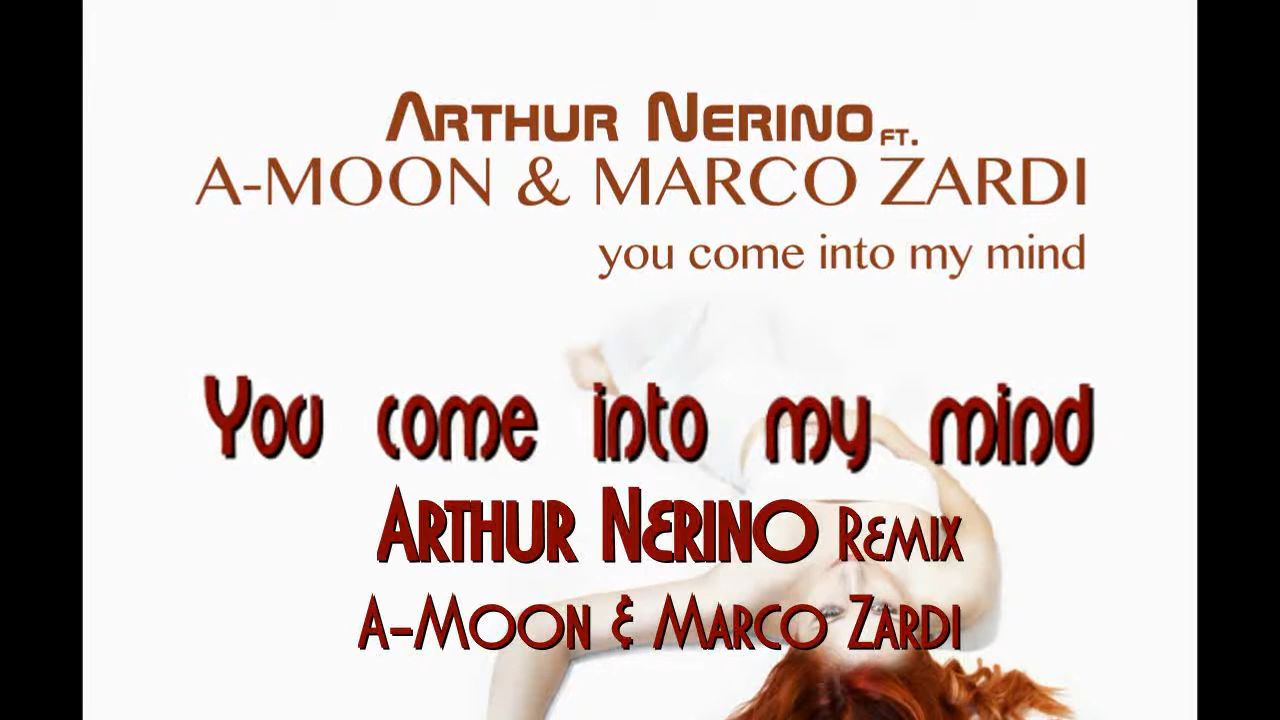 Arthur Nerino ft.
A-MOON & MARCO ZARDI
you come into my mind
You come into my mind
Arthur Nerino Remix
A-Moon & Marco Zardi